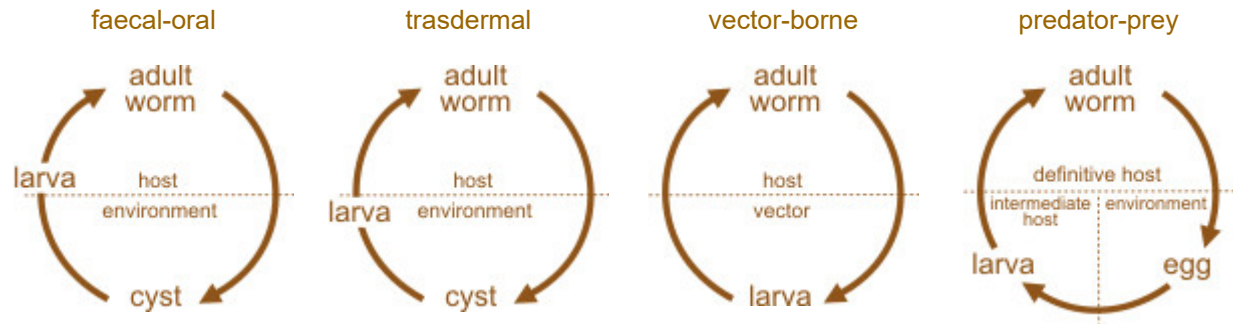 faecal-oral
adult
worm
larva
host
environment
cyst
trasdermal
adult
worm
host
larva
environment
cyst
vector-borne
adult
worm
host
vector
larva
predator-prey
adult
worm
definitive host
intermediate
host
environment
larva
egg